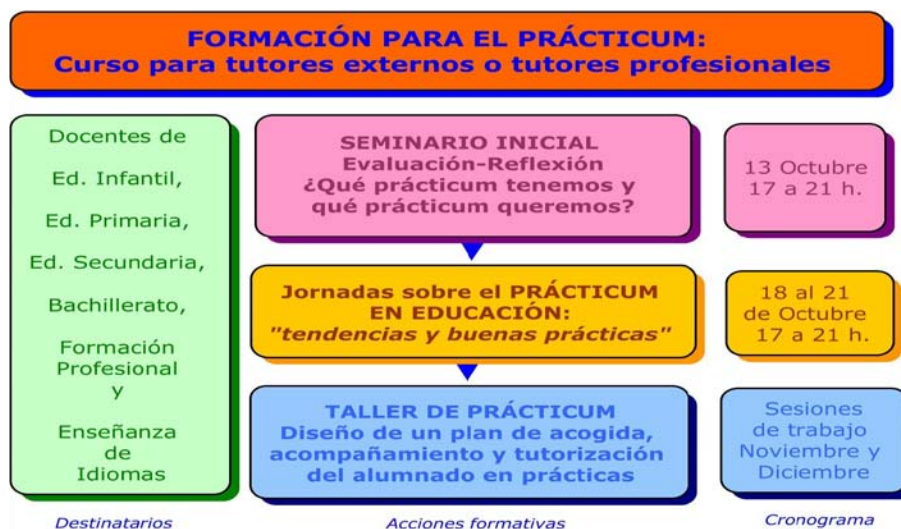 FORMACIÓN PARA EL PRÁCTICUM:
Curso para tutores externos o tutores profesionales
Docentes de
Ed. Infantil,
Ed. Primaria,
Ed. Secundaria,
Bachillerato,
Formación
Profesional
y
Enseñanza
de
Idiomas
Destinatarios
SEMINARIO INICIAL
Evaluación-Reflexión
¿Qué prácticum tenemos y
qué prácticum queremos?
Jornadas sobre el PRÁCTICUM
EN EDUCACIÓN:
"tendencias y buenas prácticas"
TALLER DE PRÁCTICUM
Diseño de un plan de acogida,
acompañamiento y tutorización
del alumnado en prácticas
Acciones formativas
13 Octubre
17 a 21 h.
18 al 21
de Octubre
17 a 21 h.
Sesiones
de trabajo
Noviembre y
Diciembre
Cronograma